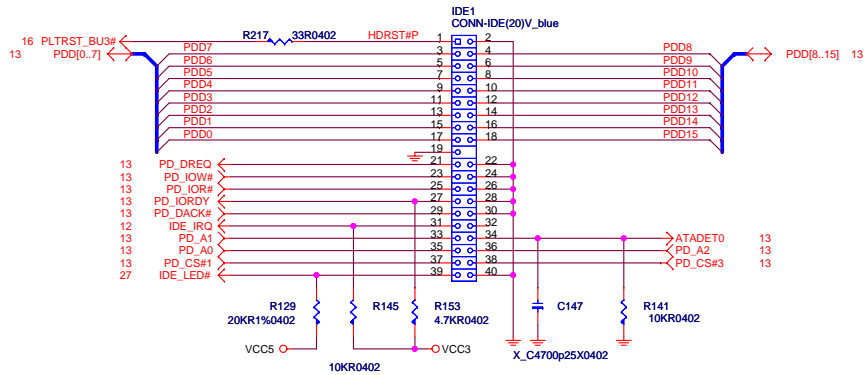 IDE1
CONN-IDE(20)V_blue
16 PLTRST_BU3# R217 33R0402 HDRST#P 1 2
13 PDD[0..7] PDD7 3 4 PDD8 PDD[8..15] 13
PDD6 5 6 PDD9
PDD5 7 8 PDD10
PDD4 9 10 PDD11
PDD3 11 12 PDD12
PDD2 13 14 PDD13
PDD1 15 16 PDD14
PDD0 17 18 PDD15
19
13 PD_DREQ 21 22
13 PD_IOW# 23 24
13 PD_IOR# 25 26
13 PD_IORDY 27 28
13 PD_DACK# 29 30
12 IDE_IRQ 31 32
13 PD_A1 33 34 ATADET0 13
13 PD_A0 35 36 PD_A2 13
13 PD_CS#1 37 38 PD_CS#3 13
27 IDE_LED# 39 40
R129 R145 R153 C147 R141
20KR1%0402 4.7KR0402 10KR0402
VCC5 VCC3
X_C4700p25X0402
10KR0402